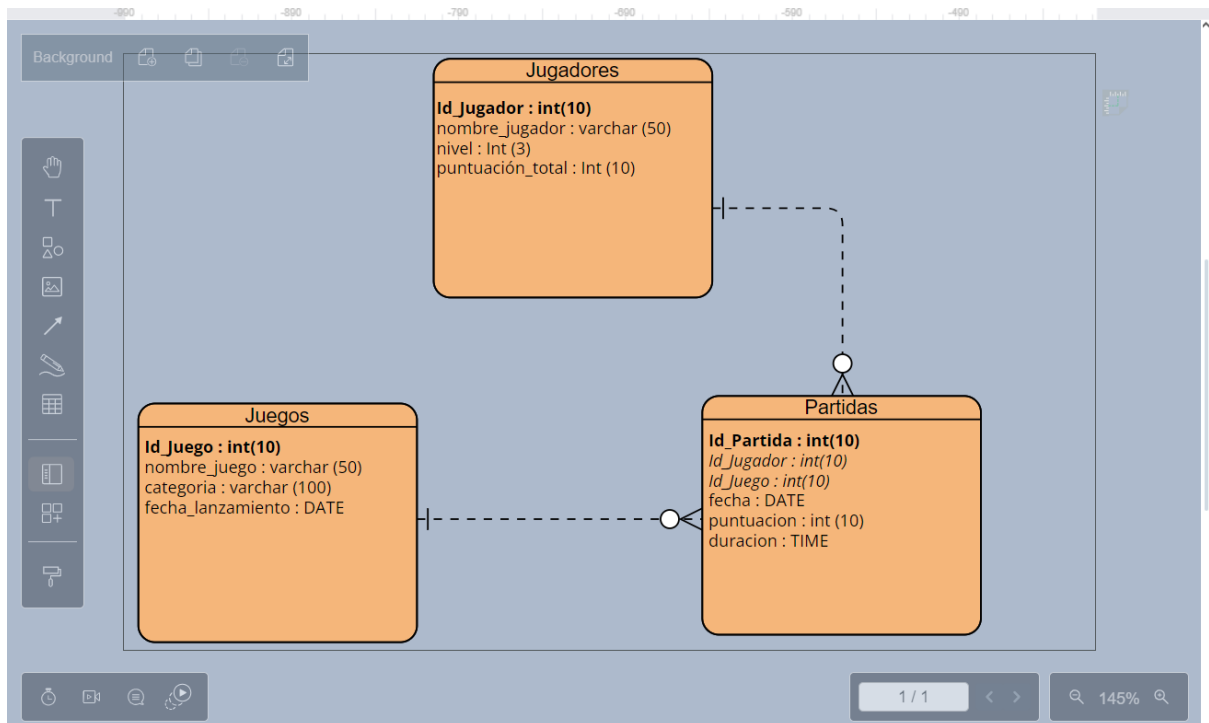 -990 -890 -790 -690 -590 -490
Background
Jugadores
Id_Jugador : int(10)
nombre_jugador : varchar (50)
nivel : Int (3)
puntuación_total : Int (10)
Juegos
Id_Juego : int(10)
nombre_juego : varchar (50)
categoria : varchar (100)
fecha_lanzamiento : DATE
Partidas
Id_Partida : int(10)
Id_Jugador : int(10)
Id_Juego : int(10)
fecha : DATE
puntuacion : int (10)
duracion : TIME
1 / 1
145%